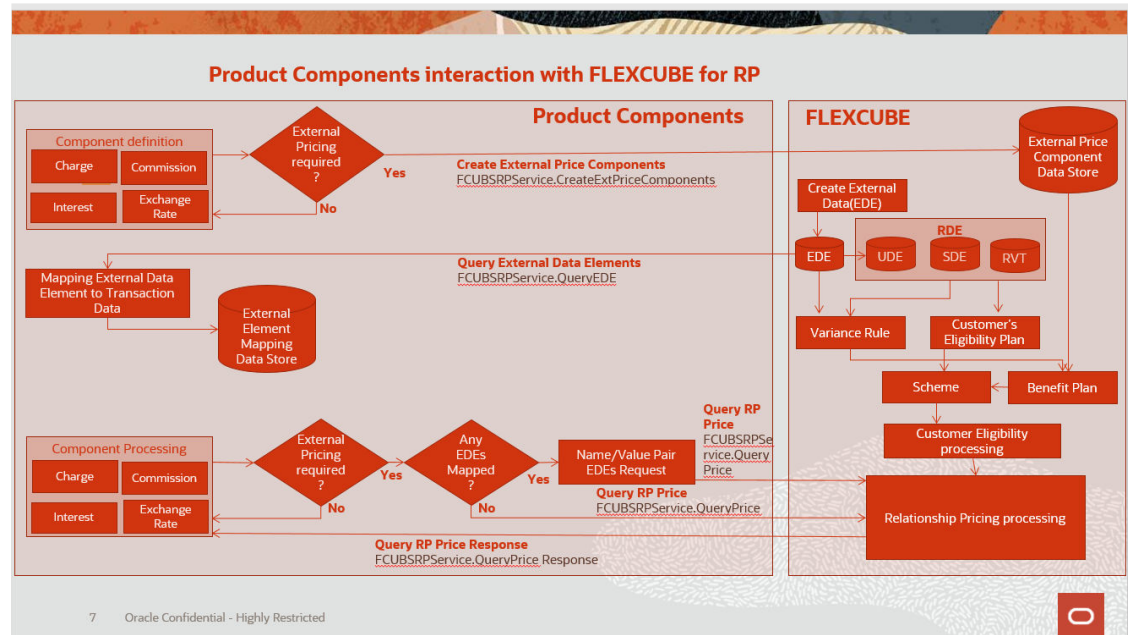 Product Components interaction with FLEXCUBE for RP
Product Components
Component definition
Charge
Commission
Interest
Exchange
Rate
External
Pricing
required
?
Yes
No
Create External Price Components
FCUBSRPService.CreateExtPriceComponents
Query External Data Elements
FCUBSRPService.QueryEDE
Mapping External Data
Element to Transaction
Data
External
Element
Mapping
Data Store
Component Processing
Charge
Commission
Interest
Exchange
Rate
External
Pricing
required
?
Yes
No
Any
EDEs
Mapped
?
Yes
No
Name/Value Pair
EDEs Request
Query RP
Price
FCUBSRPSe
rvice.Query
Price
Query RP Price
FCUBSRPService.QueryPrice
Query RP Price Response
FCUBSRPService.QueryPrice Response
FLEXCUBE
External Price
Component
Data Store
Create External
Data(EDE)
EDE
RDE
UDE
SDE
RVT
Variance Rule
Customer's
Eligibility Plan
Scheme
Benefit Plan
Customer Eligibility
processing
Relationship Pricing processing
7
Oracle Confidential - Highly Restricted